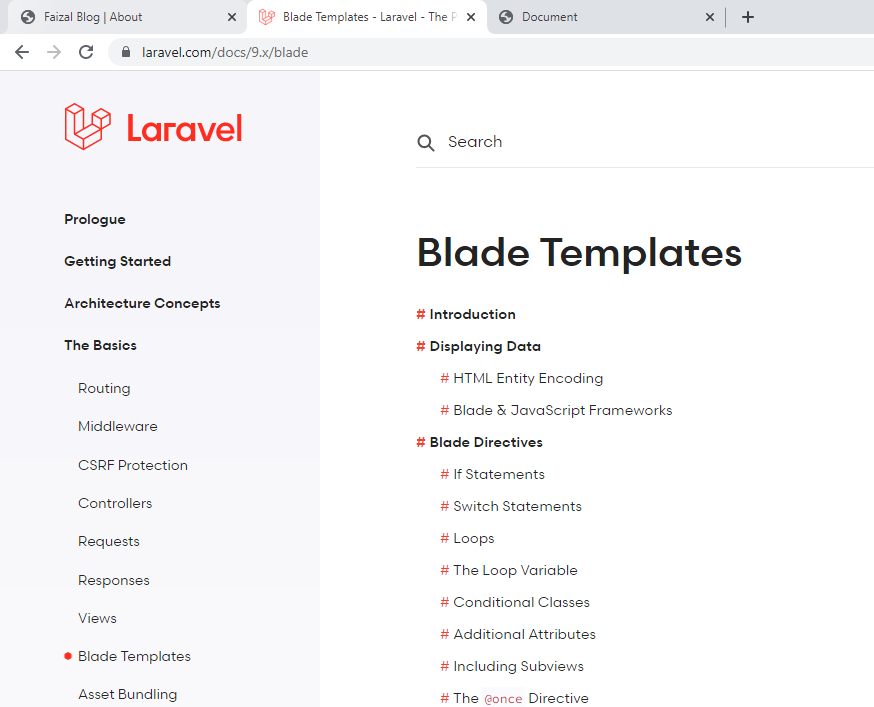 Faizal Blog | About
Blade Templates - Laravel - The P
Document
laravel.com/docs/9.x/blade
Laravel
Search
Prologue
Getting Started
Architecture Concepts
The Basics
Routing
Middleware
CSRF Protection
Controllers
Requests
Responses
Views
Blade Templates
Asset Bundling
Blade Templates
# Introduction
# Displaying Data
# HTML Entity Encoding
# Blade & JavaScript Frameworks
# Blade Directives
# If Statements
# Switch Statements
# Loops
# The Loop Variable
# Conditional Classes
# Additional Attributes
# Including Subviews
# The @once Directive